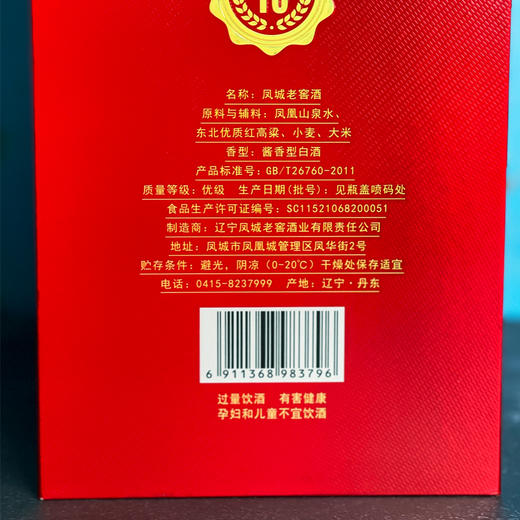 10
名称：凤城老窖酒
原料与辅料：凤凰山泉水、
东北优质红高粱、小麦、大米
香型：酱香型白酒
产品标准号：GB/T26760-2011
质量等级：优级　生产日期(批号)：见瓶盖喷码处
食品生产许可证编号：SC11521068200051
制造商：辽宁凤城老窖酒业有限责任公司
地址：凤城市凤凰城管理区凤华街2号
贮存条件：避光，阴凉（0-20℃）干燥处保存适宜
电话：0415-8237999　产地：辽宁·丹东
6 911368 983796
过量饮酒　有害健康
孕妇和儿童不宜饮酒